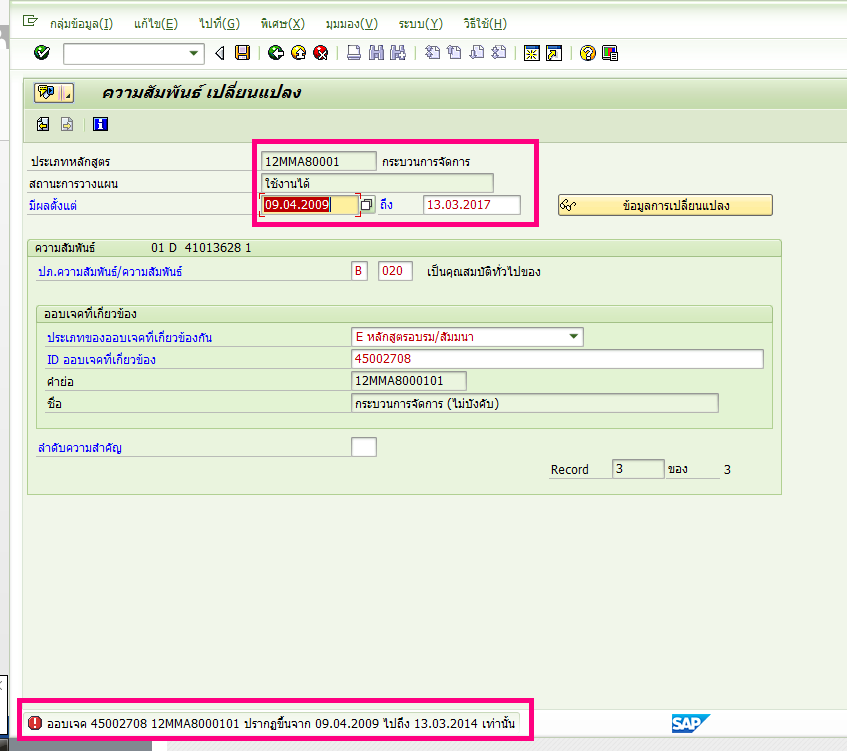 กลุ่มข้อมูล(I) แก้ไข(E) ไปที่(G) พิเศษ(X) มุมมอง(V) ระบบ(Y) วิธีใช้(H)
ความสัมพันธ์ เปลี่ยนแปลง
ประเภทหลักสูตร 12MMA80001 กระบวนการจัดการ
สถานะการวางแผน ใช้งานได้
มีผลตั้งแต่ 09.04.2009 ถึง 13.03.2017 ข้อมูลการเปลี่ยนแปลง
ความสัมพันธ์ 01 D 41013628 1
ปภ.ความสัมพันธ์/ความสัมพันธ์ B 020 เป็นคุณสมบัติทั่วไปของ
ออบเจคที่เกี่ยวข้อง
ประเภทของออบเจคที่เกี่ยวข้องกัน E หลักสูตรอบรม/สัมมนา
ID ออบเจคที่เกี่ยวข้อง 45002708
คำย่อ 12MMA8000101
ชื่อ กระบวนการจัดการ (ไม่บังคับ)
ลำดับความสำคัญ
Record 3 ของ 3
ออบเจค 45002708 12MMA8000101 ปรากฏขึ้นจาก 09.04.2009 ไปถึง 13.03.2014 เท่านั้น
SAP